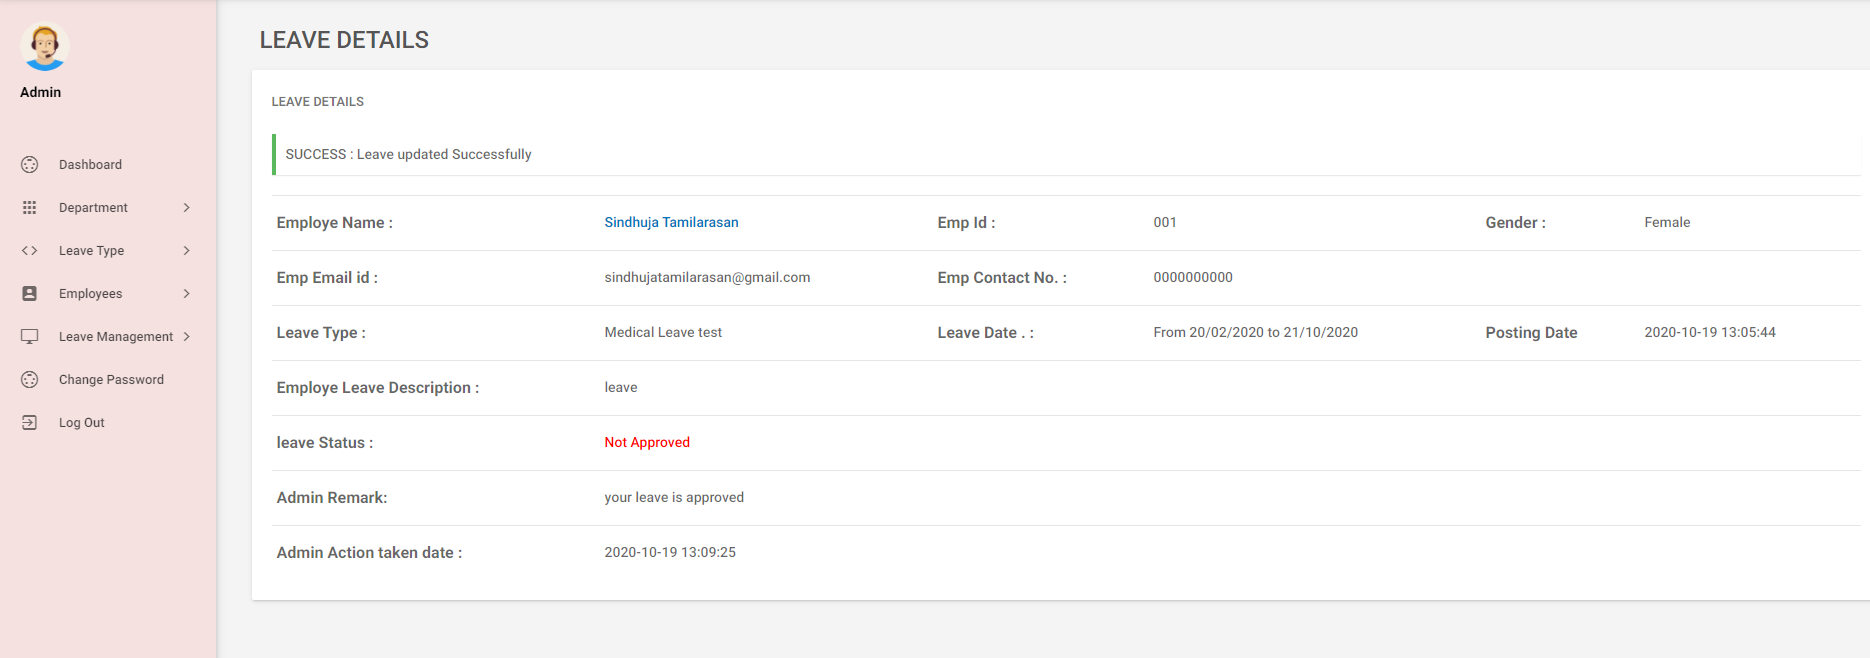 Admin
Dashboard
Department
Leave Type
Employees
Leave Management
Change Password
Log Out
LEAVE DETAILS
LEAVE DETAILS
SUCCESS : Leave updated Successfully
Employe Name : Sindhuja Tamilarasan Emp Id : 001 Gender : Female
Emp Email id : sindhujatamilarasan@gmail.com Emp Contact No. : 0000000000
Leave Type : Medical Leave test Leave Date . : From 20/02/2020 to 21/10/2020 Posting Date 2020-10-19 13:05:44
Employe Leave Description : leave
leave Status : Not Approved
Admin Remark: your leave is approved
Admin Action taken date : 2020-10-19 13:09:25